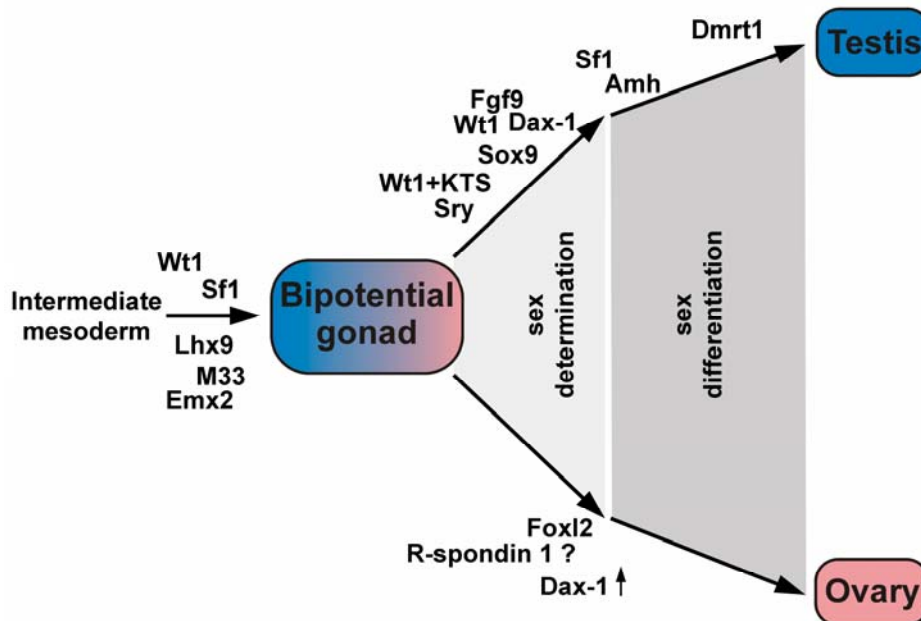 Dmrt1
Testis
Sf1
Amh
Fgf9
Wt1 Dax-1
Sox9
Wt1+KTS
Sry
Wt1
Sf1
Intermediate
mesoderm
Lhx9
M33
Emx2
Bipotential
gonad
sex
determination
sex
differentiation
Foxl2
R-spondin 1 ?
Dax-1
Ovary